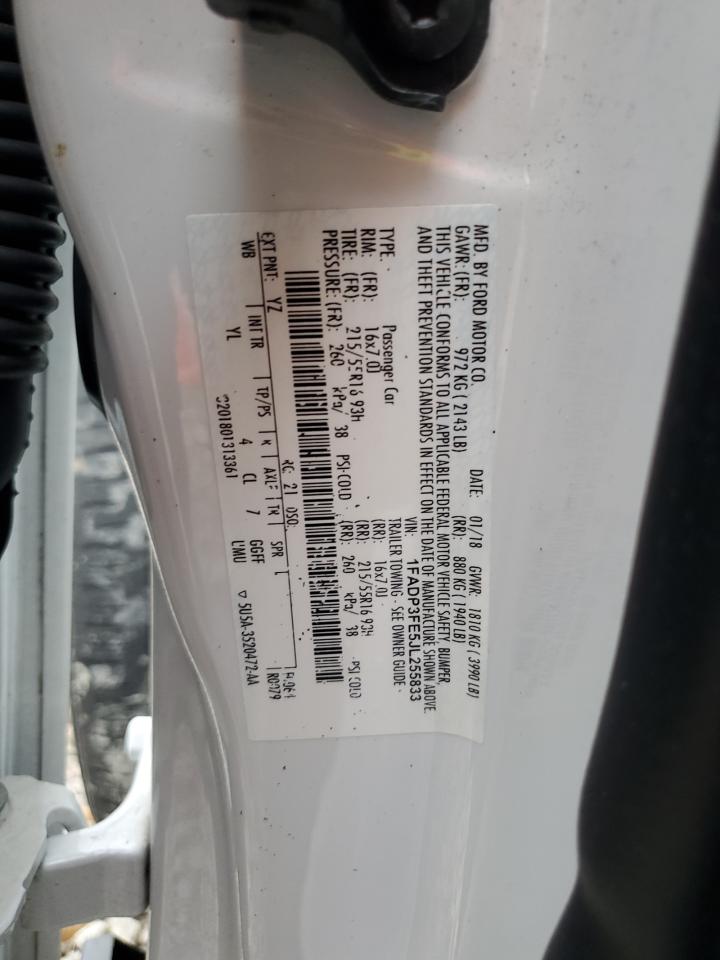 MFD. BY FORD MOTOR CO.
DATE: 01/18 GVWR: 1810 KG ( 3990 LB)
GAWR: (FR): 972 KG ( 2143 LB) (RR): 880 KG ( 1940 LB)
THIS VEHICLE CONFORMS TO ALL APPLICABLE FEDERAL MOTOR VEHICLE SAFETY, BUMPER,
AND THEFT PREVENTION STANDARDS IN EFFECT ON THE DATE OF MANUFACTURE SHOWN ABOVE.
VIN: 1FADP3FE5JL255833
TYPE: Passenger Car TRAILER TOWING - SEE OWNER GUIDE -
RIM: (FR): 16x7.0J (RR): 16x7.0J
TIRE: (FR): 215/55R16 93H (RR): 215/55R16 93H
PRESSURE: (FR): 260 kPa/ 38 PSI-COLD (RR): 260 kPa/ 38 PSI COLD
RC: 21 DSO:
EXT PNT: YZ INT TR TP/PS R AXLE TR SPR
WB YL 4 CL 7 GGFF
UMU
3201801313361 ▽ 5U5A-3520472-AA